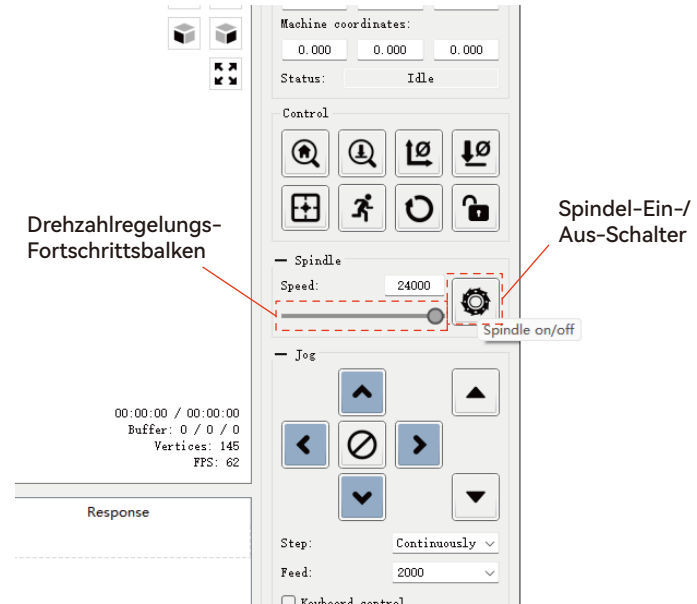 Machine coordinates:
0.000 0.000 0.000
Status: Idle
Control
Drehzahlregelungs-
Fortschrittsbalken
Spindel-Ein-/
Aus-Schalter
Spindle
Speed: 24000
Spindle on/off
Jog
00:00:00 / 00:00:00
Buffer: 0 / 0 / 0
Vertices: 145
FPS: 62
Response
Step: Continuously
Feed: 2000
Keyboard control